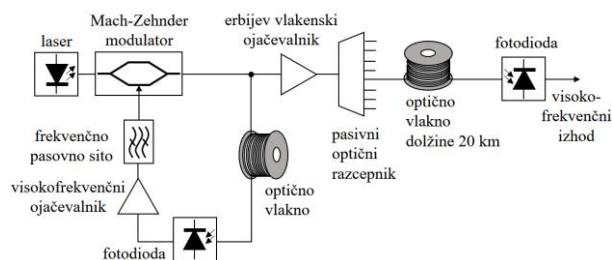 Mach-Zehnder
modulator
laser
erbijev vlakenski
ojačevalnik
fotodioda
frekvenčno
pasovno sito
visokofrekvenčni
ojačevalnik
fotodioda
optično
vlakno
pasivni
optični
razcepnik
optično
vlakno
dolžine 20 km
visoko-
frekvenčni
izhod